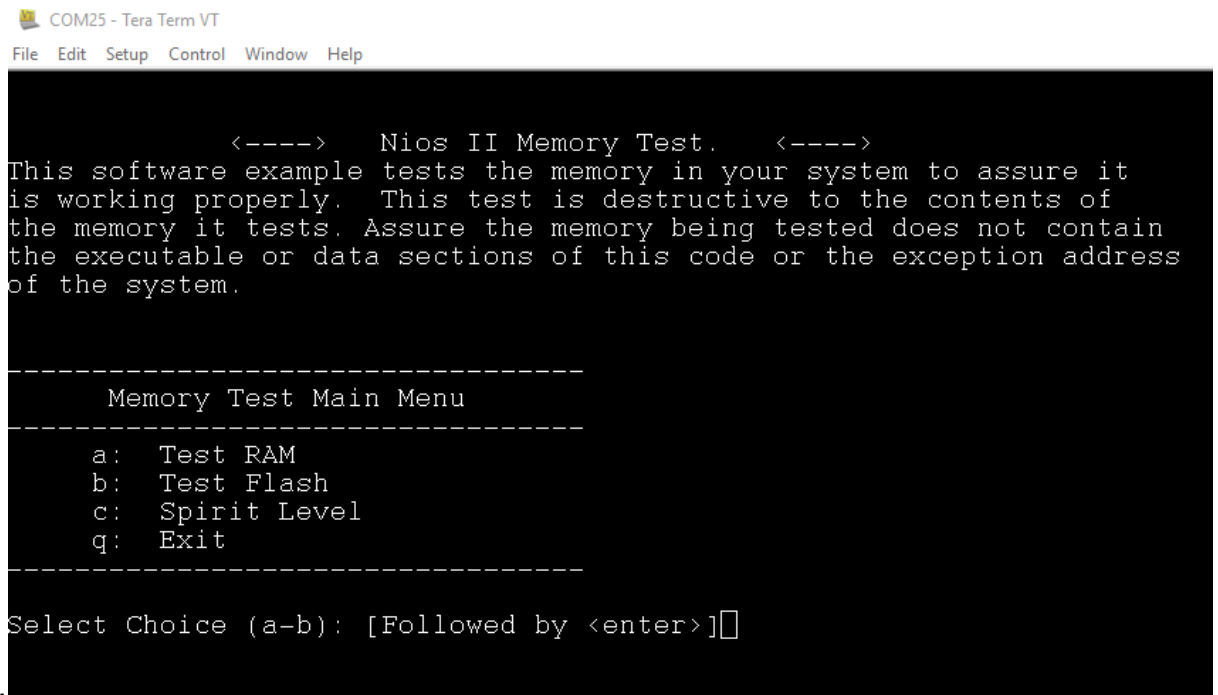 COM25 - Tera Term VT
File Edit Setup Control Window Help
<---->   Nios II Memory Test.   <---->
This software example tests the memory in your system to assure it
is working properly.  This test is destructive to the contents of
the memory it tests. Assure the memory being tested does not contain
the executable or data sections of this code or the exception address
of the system.
----------------------------------
Memory Test Main Menu
----------------------------------
a:  Test RAM
b:  Test Flash
c:  Spirit Level
q:  Exit
----------------------------------
Select Choice (a-b): [Followed by <enter>]